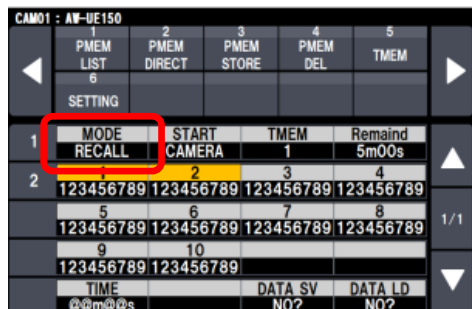 CAM01 : AW-UE150
1 2 3 4 5
PMEM LIST PMEM DIRECT PMEM STORE PMEM DEL TMEM
6
SETTING
1 MODE START TMEM Remaind
RECALL CAMERA 1 5m00s
2 1 2 3 4
123456789 123456789 123456789 123456789
5 6 7 8 1/1
123456789 123456789 123456789 123456789
9 10
123456789 123456789
TIME DATA SV DATA LD
@@m@@s NO? NO?